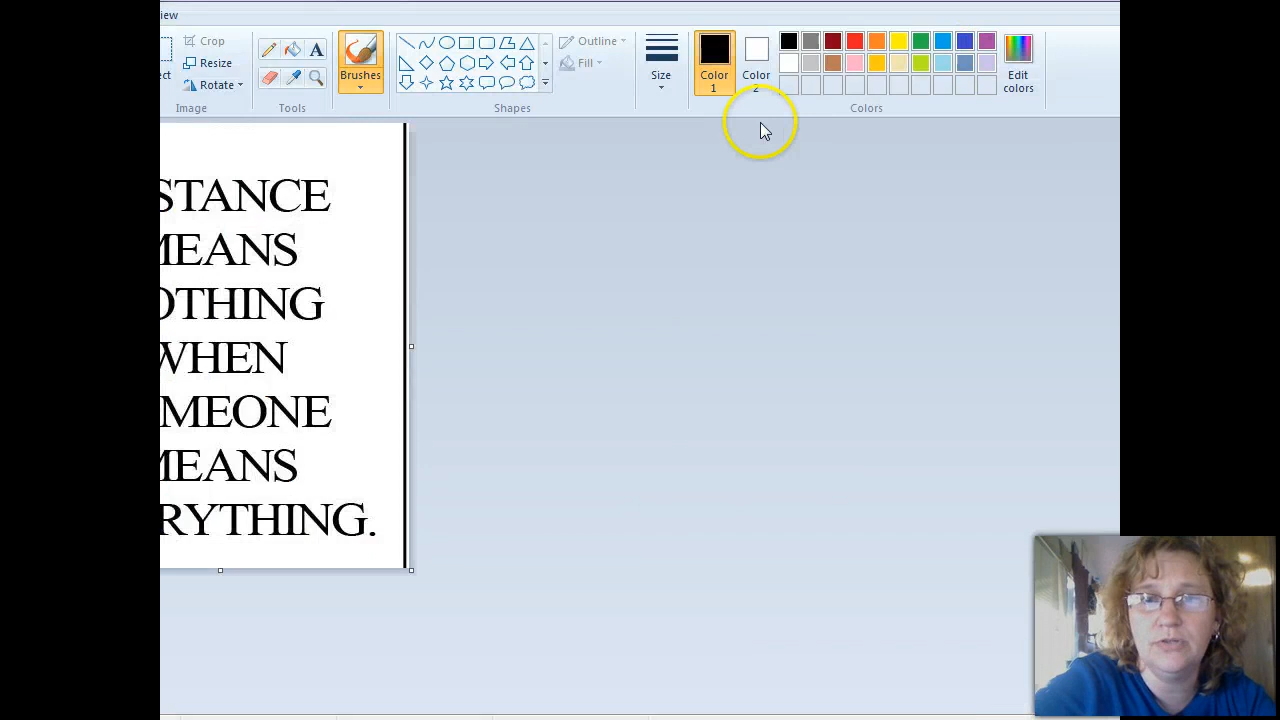 View
Crop
Resize
Rotate
Image
A
Tools
Brushes
Shapes
Outline
Fill
Size
Color 1
Color 2
Colors
Edit colors
STANCE
MEANS
OTHING
WHEN
MEONE
MEANS
RYTHING.